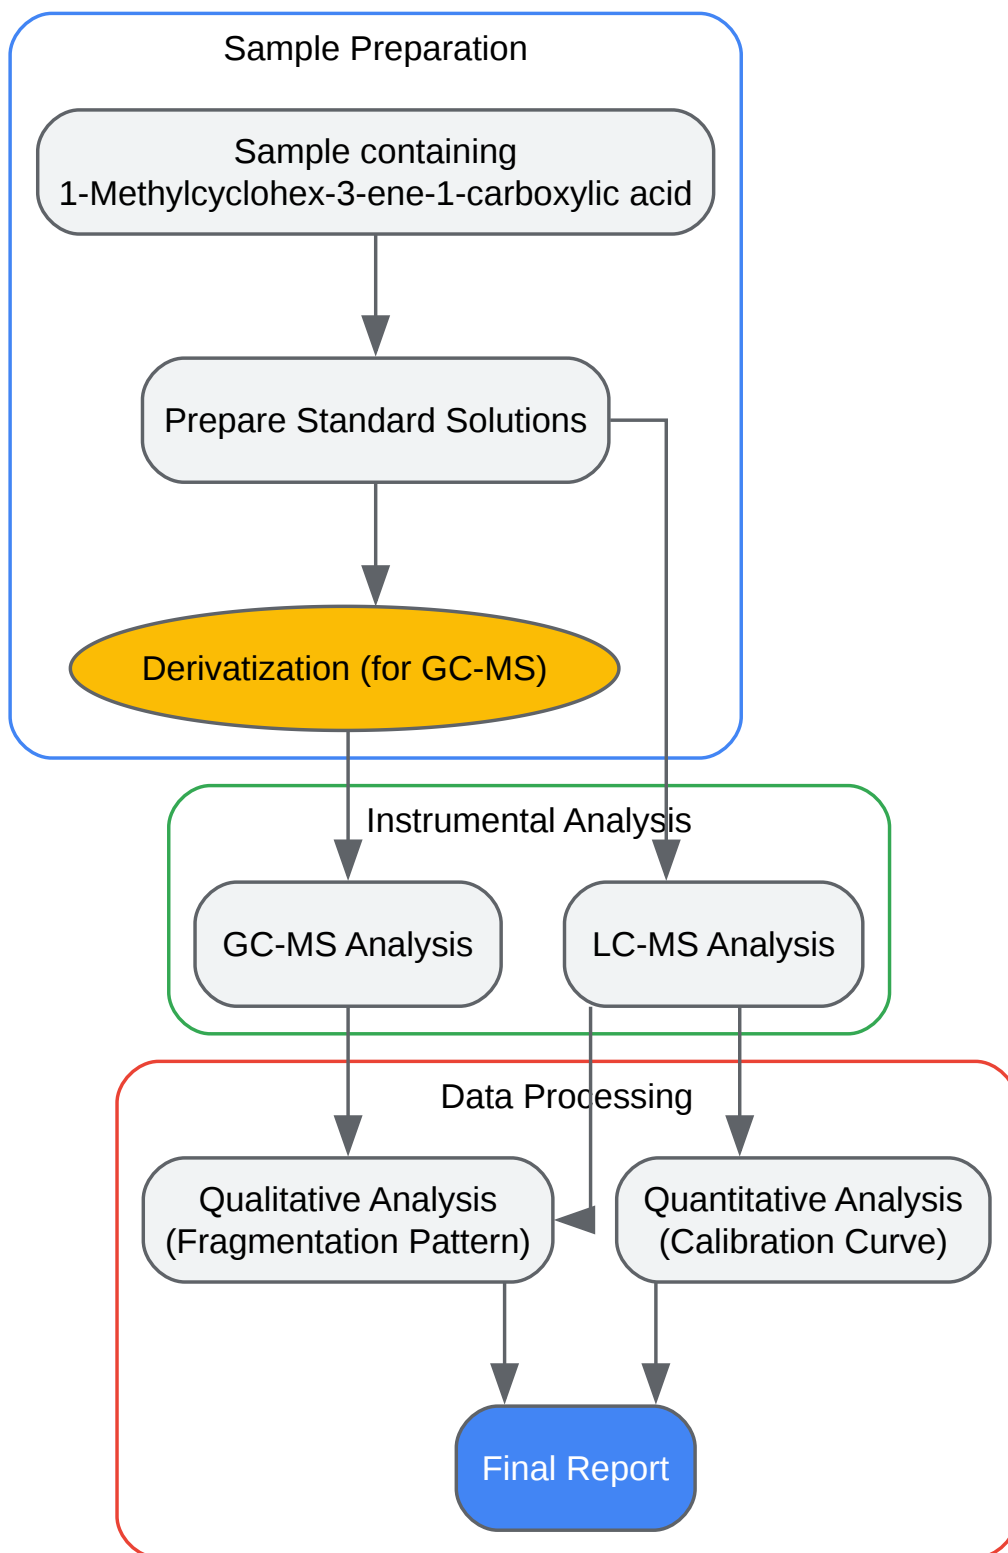 Sample Preparation
Sample containing
1-Methylcyclohex-3-ene-1-carboxylic acid
Prepare Standard Solutions
Derivatization (for GC-MS)
Instrumental Analysis
GC-MS Analysis
LC-MS Analysis
Data Processing
Qualitative Analysis
(Fragmentation Pattern)
Quantitative Analysis
(Calibration Curve)
Final Report